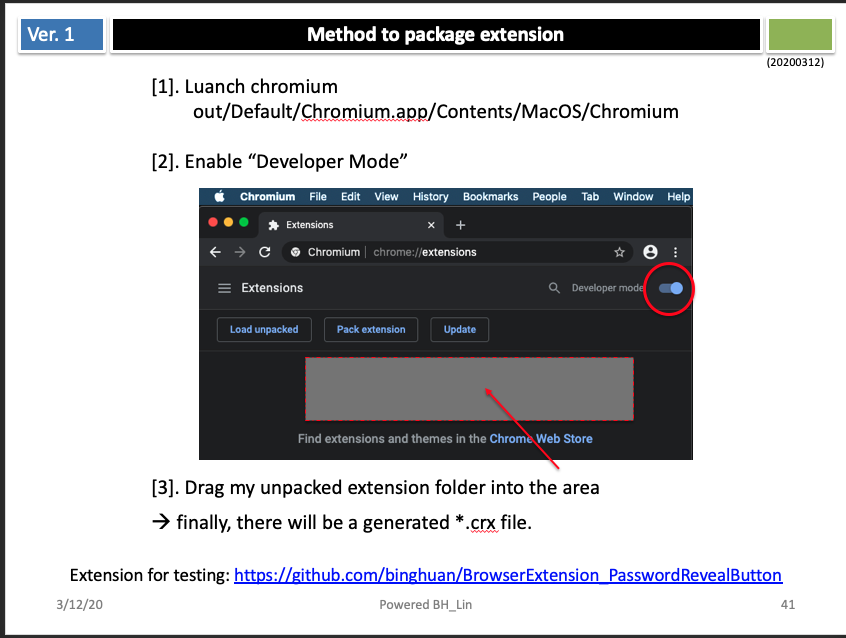 Ver. 1
Method to package extension
(20200312)
[1]. Luanch chromium
out/Default/Chromium.app/Contents/MacOS/Chromium
[2]. Enable “Developer Mode”
Chromium File Edit View History Bookmarks People Tab Window Help
Extensions × +
Chromium | chrome://extensions
Extensions Developer mode
Load unpacked Pack extension Update
Find extensions and themes in the Chrome Web Store
[3]. Drag my unpacked extension folder into the area
→ finally, there will be a generated *.crx file.
Extension for testing: https://github.com/binghuan/BrowserExtension_PasswordRevealButton
3/12/20 Powered BH_Lin 41